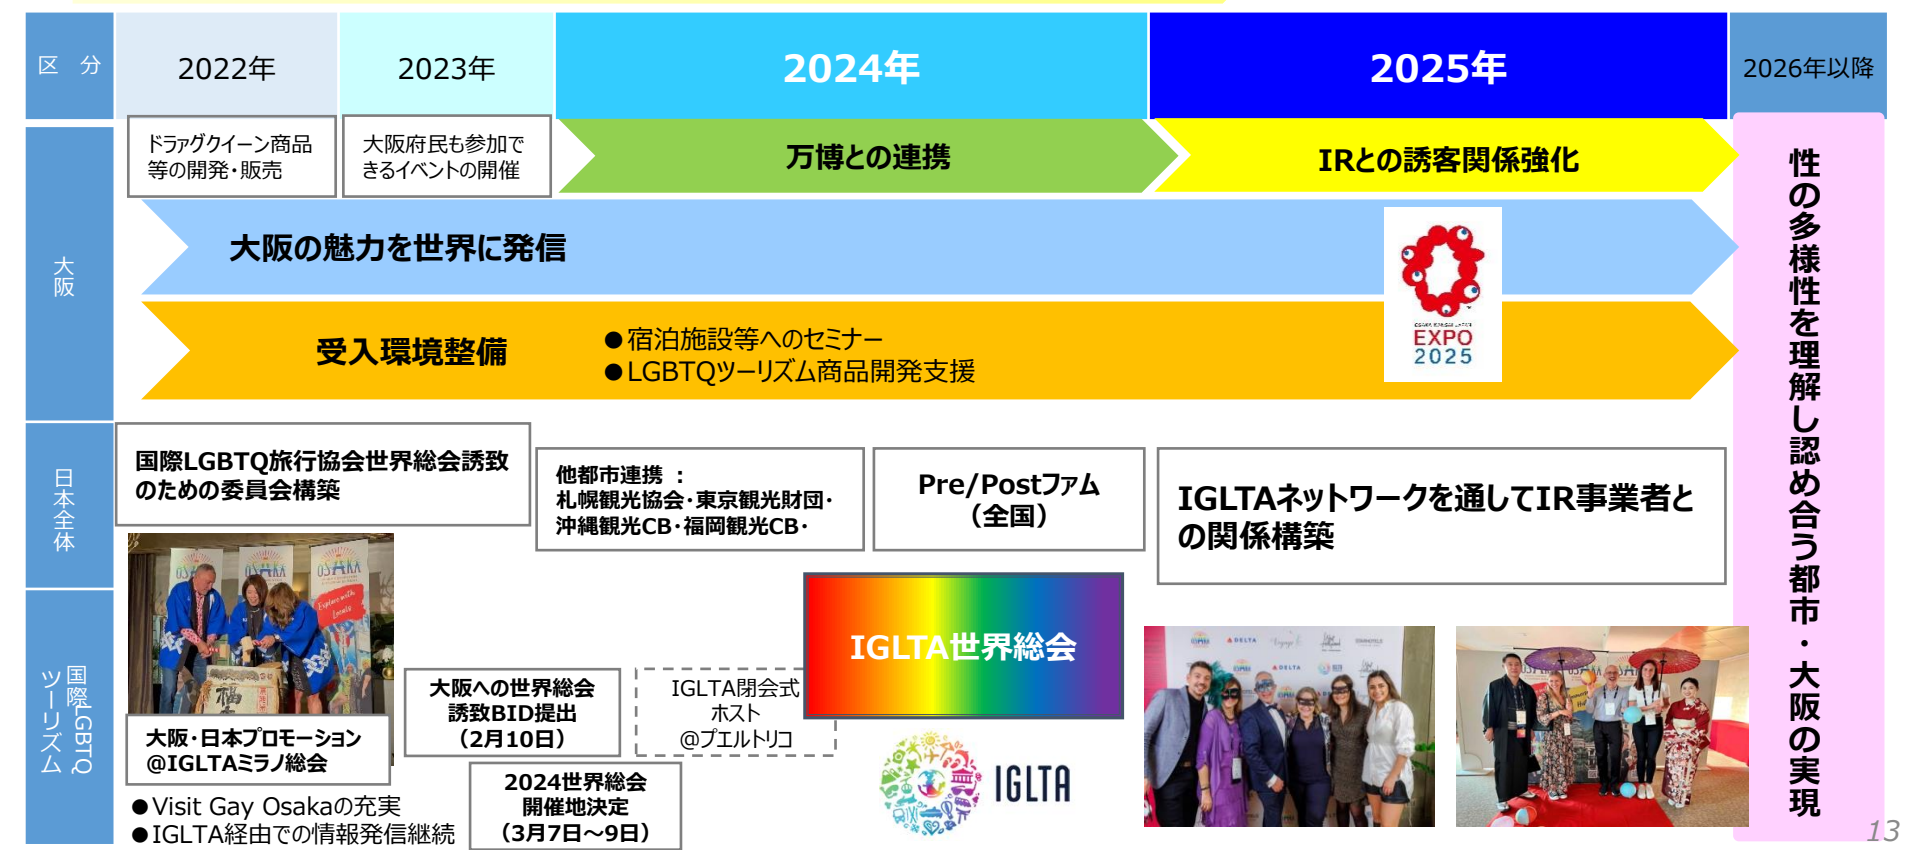 区 分
2022年
2023年
2024年
2025年
2026年以降
大阪
ドラァグクイーン商品
等の開発・販売
大阪府民も参加で
きるイベントの開催
万博との連携
IRとの誘客関係強化
大阪の魅力を世界に発信
受入環境整備
●宿泊施設等へのセミナー
●LGBTQツーリズム商品開発支援
EXPO
2025
性の多様性を理解し認め合う都市・大阪の実現
日本全体
国際LGBTQ旅行協会世界総会誘致
のための委員会構築
他都市連携 :
札幌観光協会・東京観光財団・
沖縄観光CB・福岡観光CB・
Pre/Postファム
（全国）
IGLTAネットワークを通してIR事業者と
の関係構築
国際LGBTQ
ツーリズム
OSAKA
OSAKA
Explore with
Locals
大阪・日本プロモーション
@IGLTAミラノ総会
●Visit Gay Osakaの充実
●IGLTA経由での情報発信継続
大阪への世界総会
誘致BID提出
（2月10日）
2024世界総会
開催地決定
（3月7日～9日）
IGLTA閉会式
ホスト
@プエルトリコ
IGLTA世界総会
IGLTA
DELTA
DELTA
13